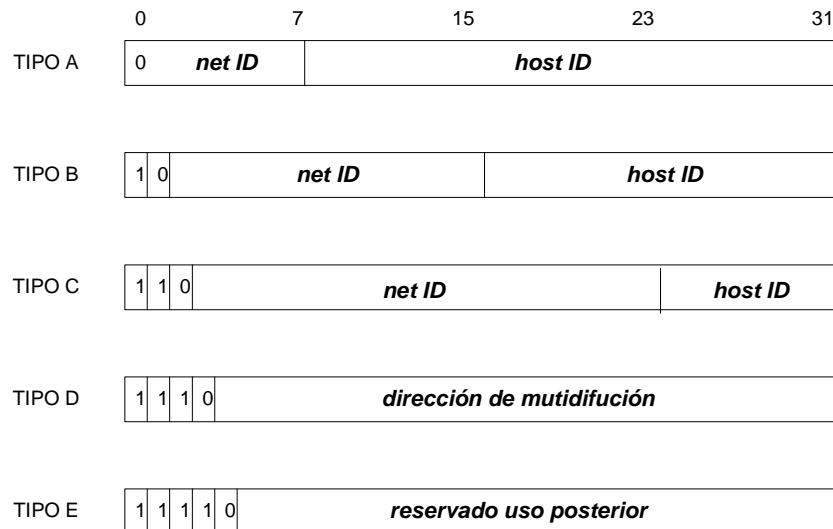 0 7 15 23 31
TIPO A 0 net ID host ID
TIPO B 1 0 net ID host ID
TIPO C 1 1 0 net ID host ID
TIPO D 1 1 1 0 dirección de mutidifución
TIPO E 1 1 1 1 0 reservado uso posterior